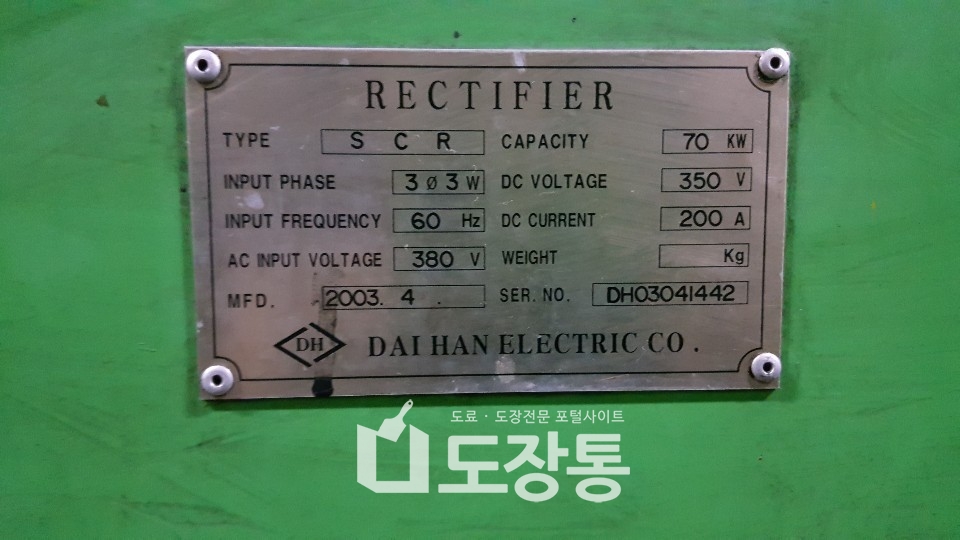 RECTIFIER
TYPE S C R CAPACITY 70 KW
INPUT PHASE 3 ø 3 W DC VOLTAGE 350 V
INPUT FREQUENCY 60 Hz DC CURRENT 200 A
AC INPUT VOLTAGE 380 V WEIGHT Kg
MFD. 2003. 4 . SER. NO. DH03041442
DH DAI HAN ELECTRIC CO .
도료 · 도장전문 포털사이트
도장통